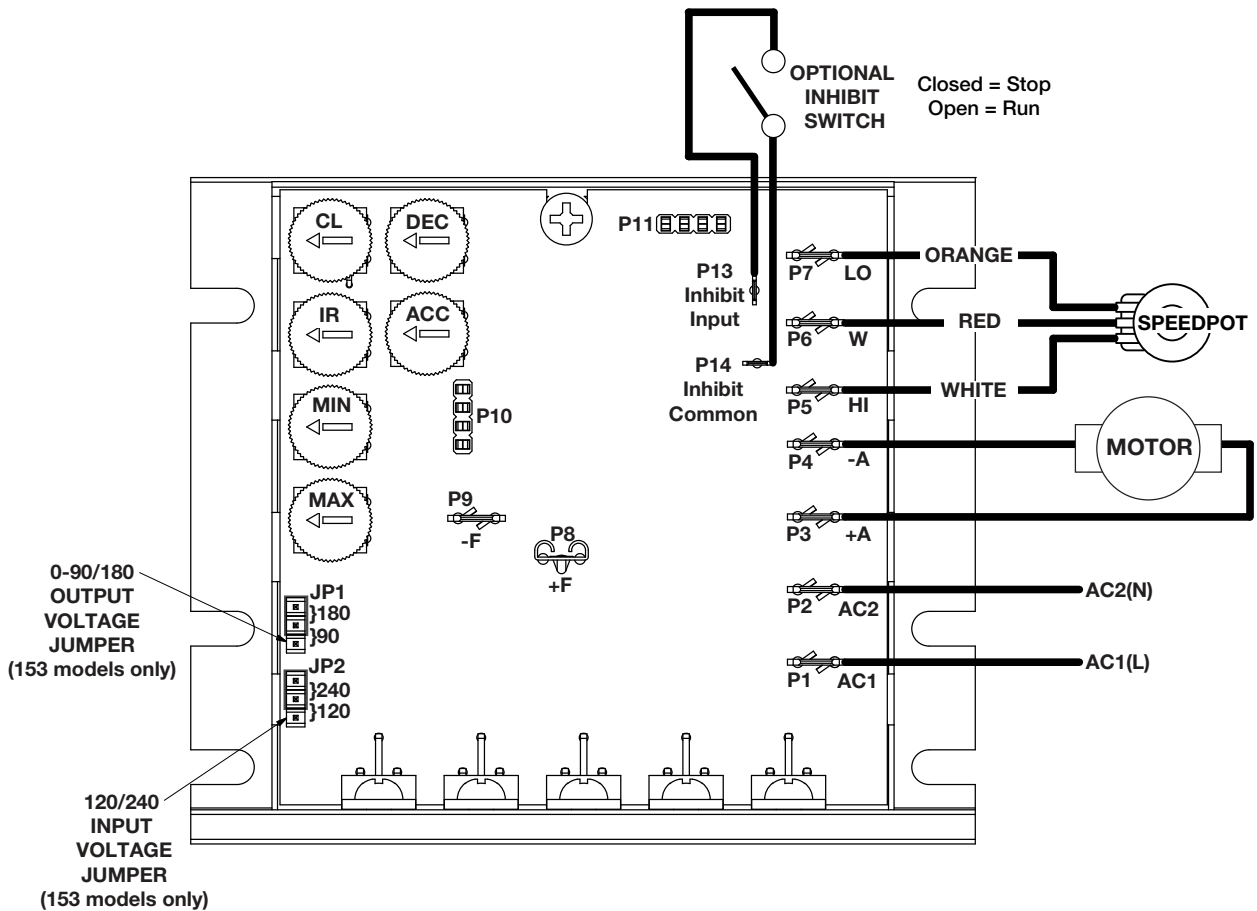 OPTIONAL
INHIBIT
SWITCH
Closed = Stop
Open = Run
CL
DEC
IR
ACC
MIN
MAX
P11
P13
Inhibit
Input
P14
Inhibit
Common
P10
P9
-F
P8
+F
P7
LO
ORANGE
P6
W
RED
P5
HI
WHITE
SPEEDPOT
P4
-A
MOTOR
P3
+A
P2
AC2
AC2(N)
P1
AC1
AC1(L)
0-90/180
OUTPUT
VOLTAGE
JUMPER
(153 models only)
JP1
}180
}90
JP2
}240
}120
120/240
INPUT
VOLTAGE
JUMPER
(153 models only)